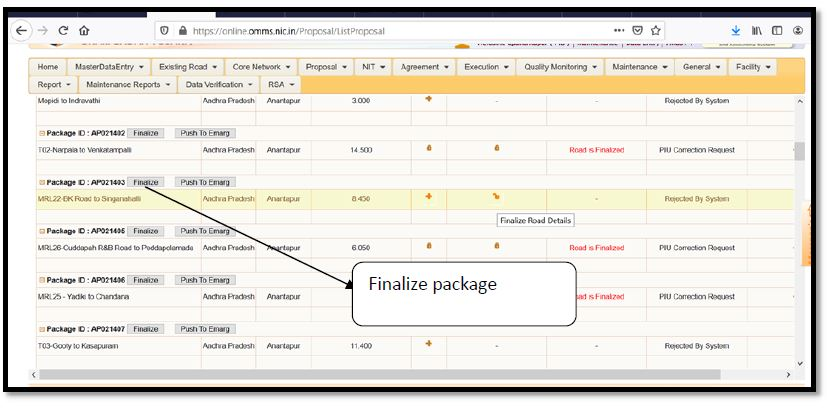 https://online.omms.nic.in/Proposal/ListProposal
Home MasterDataEntry Existing Road Core Network Proposal NIT Agreement Execution Quality Monitoring Maintenance General Facility
Report Maintenance Reports Data Verification RSA
Mopidi to Indravathi Andhra Pradesh Anantapur 3.000 - - Rejected By System
Package ID : AP021402 Finalize Push To Emarg
T02-Narpala to Venkatampalli Andhra Pradesh Anantapur 14.500 Road is Finalized PIU Correction Request
Package ID : AP021403 Finalize Push To Emarg
MRL22-BK Road to Singanahalli Andhra Pradesh Anantapur 8.450 - Rejected By System
Finalize Road Details
Package ID : AP021405 Finalize Push To Emarg
MRL26-Cuddapah R&B Road to Peddapolamada Andhra Pradesh Anantapur 6.050 Road is Finalized PIU Correction Request
Finalize package
Package ID : AP021406 Finalize Push To Emarg
MRL25 - Yadiki to Chandana Andhra Pradesh Anantapur is Finalized PIU Correction Request
Package ID : AP021407 Finalize Push To Emarg
T03-Gooty to Kasapuram Andhra Pradesh Anantapur 11.400 - - Rejected By System